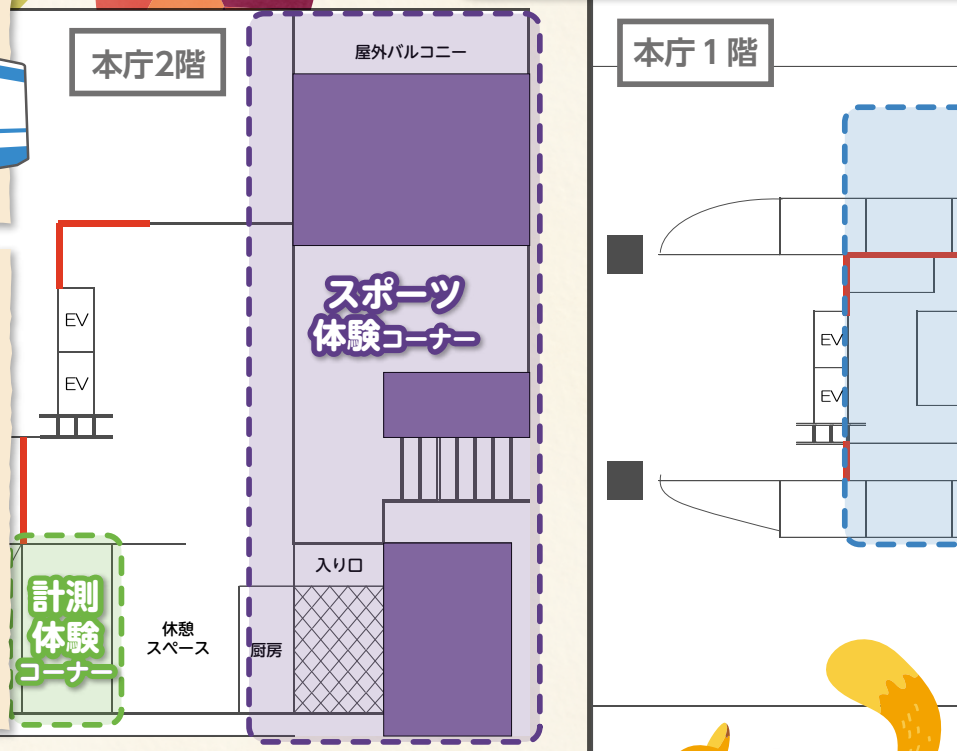 本庁2階
屋外バルコニー
スポーツ
体験コーナー
EV
EV
入り口
厨房
休憩
スペース
計測
体験
コーナー
本庁1階
EV
EV